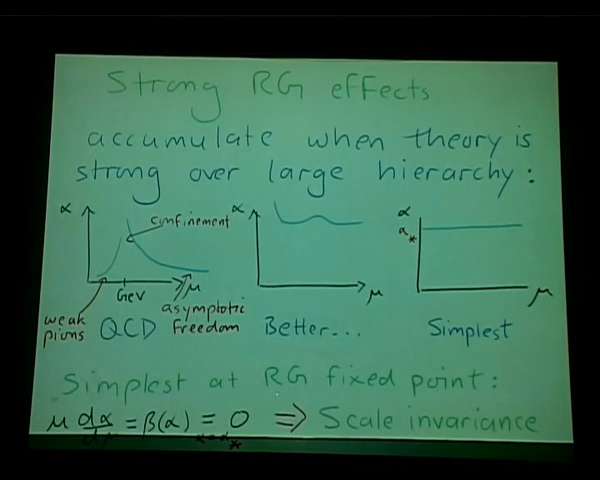 Strong RG effects
accumulate when theory is
strong over large hierarchy:
α
confinement
GeV
μ
weak
pions
QCD
asymptotic
freedom
α
μ
Better...
α
α*
μ
Simplest
Simplest at RG fixed point:
μ dα/dμ = β(α) = 0 ⇒ Scale invariance
α=α*